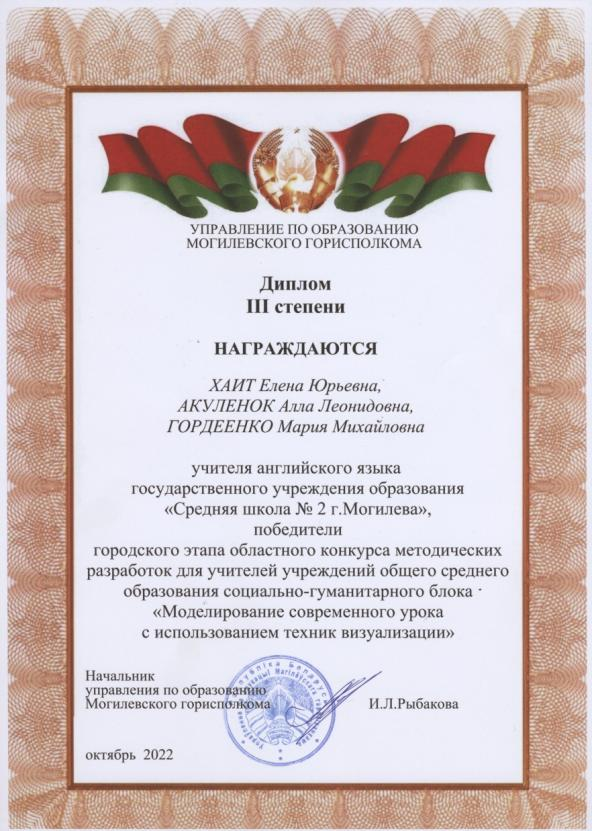 УПРАВЛЕНИЕ ПО ОБРАЗОВАНИЮ
МОГИЛЕВСКОГО ГОРИСПОЛКОМА
Диплом
III степени
НАГРАЖДАЮТСЯ
ХАИТ Елена Юрьевна,
АКУЛЕНОК Алла Леонидовна,
ГОРДЕЕНКО Мария Михайловна
учителя английского языка
государственного учреждения образования
«Средняя школа № 2 г.Могилева»,
победители
городского этапа областного конкурса методических
разработок для учителей учреждений общего среднего
образования социально-гуманитарного блока
«Моделирование современного урока
с использованием техник визуализации»
Начальник
управления по образованию
Могилевского горисполкома И.Л.Рыбакова
октябрь 2022